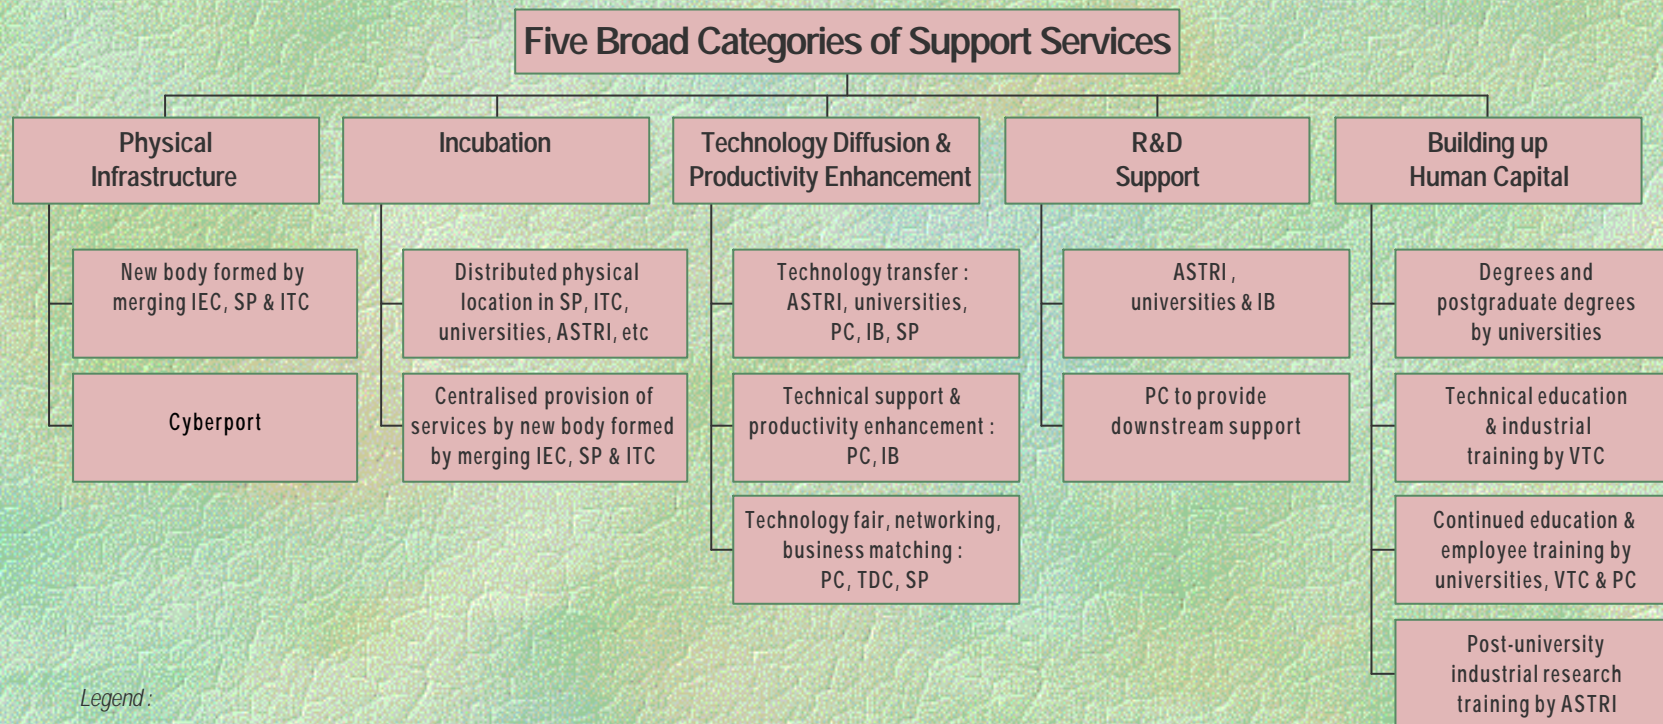 Five Broad Categories of Support Services
Physical
Infrastructure
New body formed by
merging IEC, SP & ITC
Cyberport
Incubation
Distributed physical
location in SP, ITC,
universities, ASTRI, etc
Centralised provision of
services by new body formed
by merging IEC, SP & ITC
Technology Diffusion &
Productivity Enhancement
Technology transfer :
ASTRI, universities,
PC, IB, SP
Technical support &
productivity enhancement :
PC, IB
Technology fair, networking,
business matching :
PC, TDC, SP
R&D
Support
ASTRI ,
universities & IB
PC to provide
downstream support
Building up
Human Capital
Degrees and
postgraduate degrees
by universities
Technical education
& industrial
training by VTC
Continued education &
employee training by
universities, VTC & PC
Post-university
industrial research
training by ASTRI
Legend :